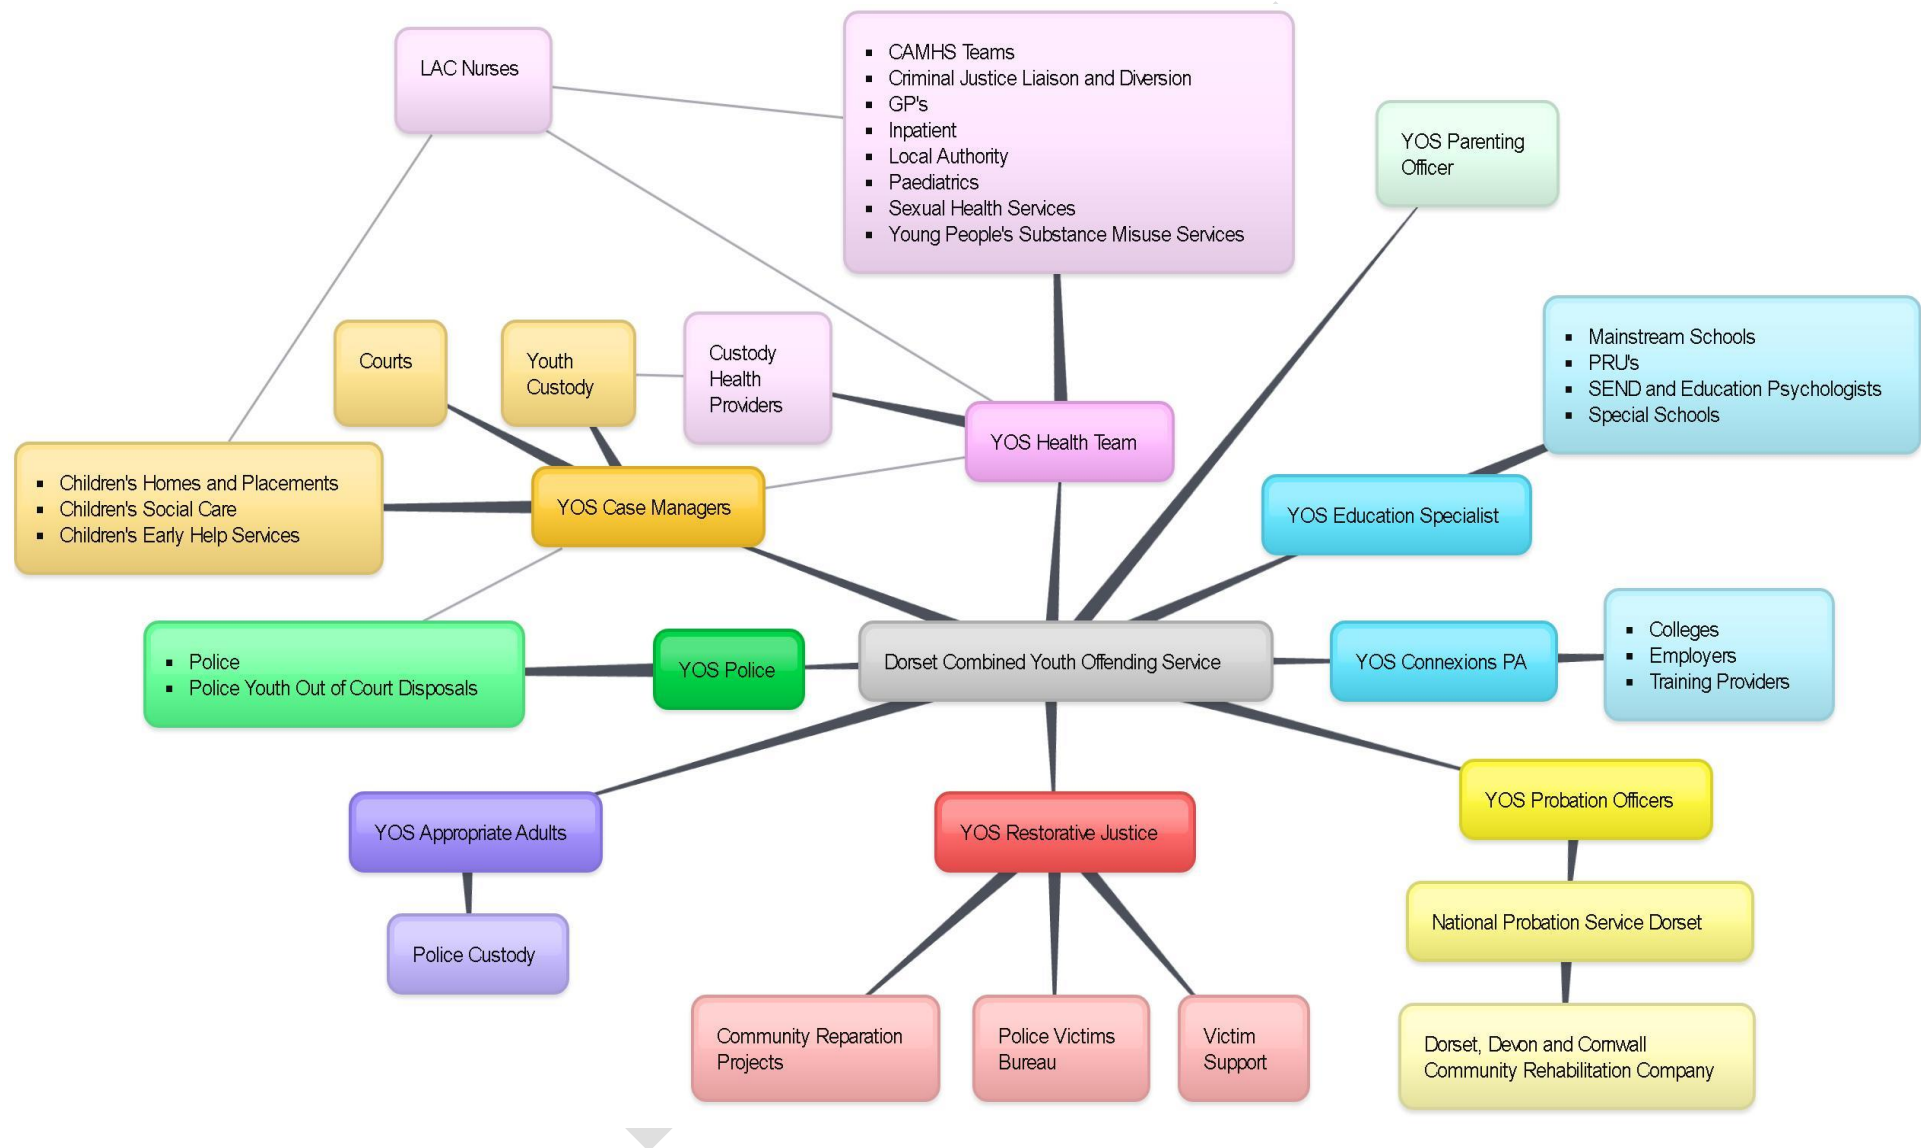 LAC Nurses
▪ CAMHS Teams
▪ Criminal Justice Liaison and Diversion
▪ GP's
▪ Inpatient
▪ Local Authority
▪ Paediatrics
▪ Sexual Health Services
▪ Young People's Substance Misuse Services
YOS Parenting
Officer
Courts
Youth
Custody
Custody
Health
Providers
YOS Health Team
▪ Mainstream Schools
▪ PRU's
▪ SEND and Education Psychologists
▪ Special Schools
▪ Children's Homes and Placements
▪ Children's Social Care
▪ Children's Early Help Services
YOS Case Managers
YOS Education Specialist
▪ Police
▪ Police Youth Out of Court Disposals
YOS Police
Dorset Combined Youth Offending Service
YOS Connexions PA
▪ Colleges
▪ Employers
▪ Training Providers
YOS Appropriate Adults
YOS Restorative Justice
YOS Probation Officers
Police Custody
National Probation Service Dorset
Community Reparation
Projects
Police Victims
Bureau
Victim
Support
Dorset, Devon and Cornwall
Community Rehabilitation Company